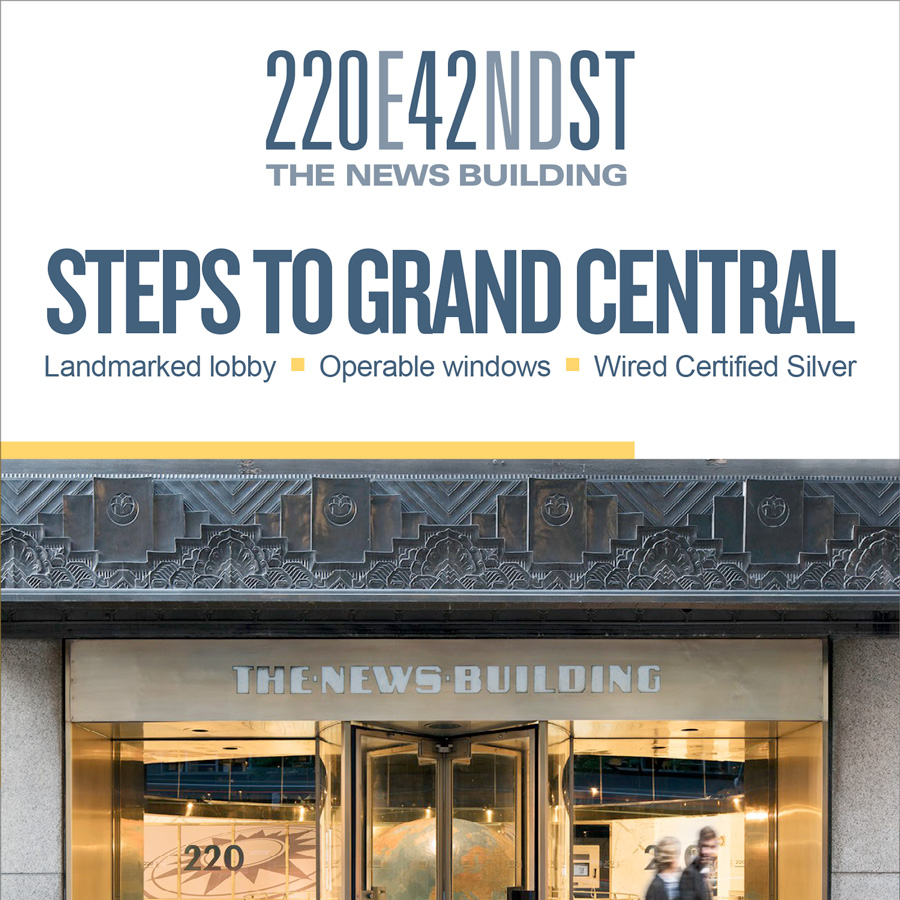 220E42NDST
THE NEWS BUILDING
STEPS TO GRAND CENTRAL
Landmarked lobby ■ Operable windows ■ Wired Certified Silver
THE·NEWS·BUILDING
220